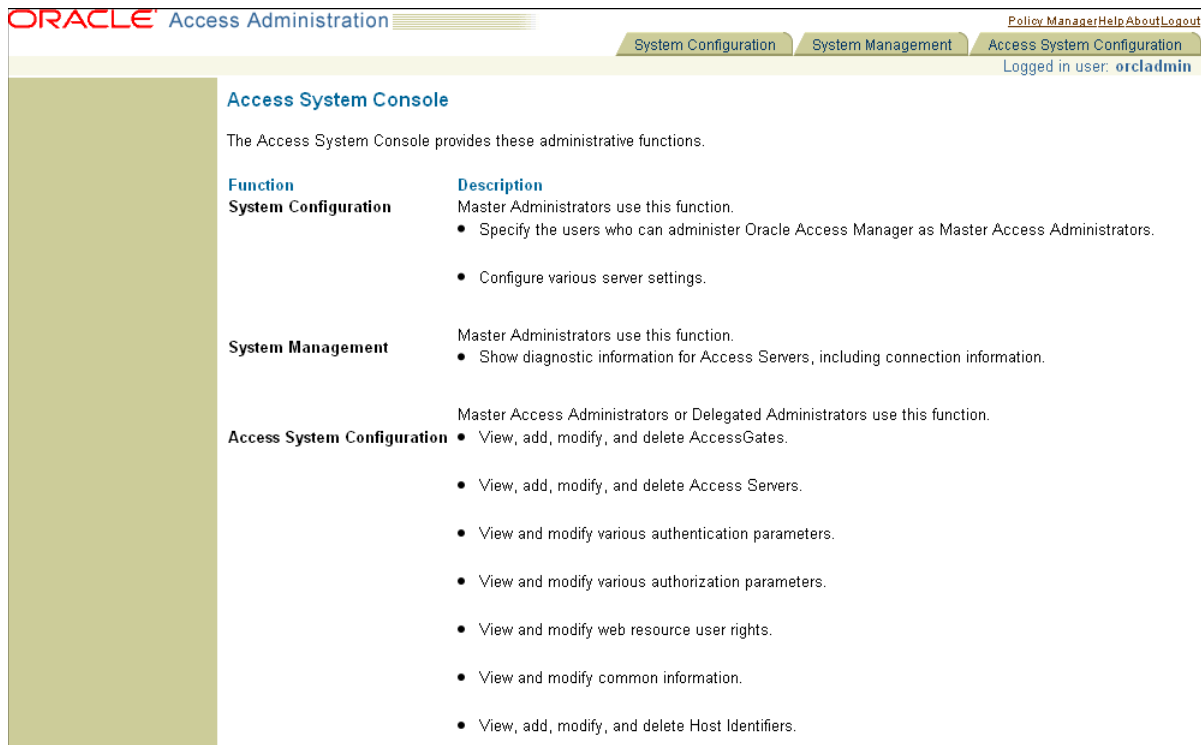 ORACLE Access Administration
Policy Manager Help About Logout
System Configuration System Management Access System Configuration
Logged in user: orcladmin
Access System Console
The Access System Console provides these administrative functions.
Function Description
System Configuration Master Administrators use this function.
• Specify the users who can administer Oracle Access Manager as Master Access Administrators.
• Configure various server settings.
Master Administrators use this function.
System Management
• Show diagnostic information for Access Servers, including connection information.
Master Access Administrators or Delegated Administrators use this function.
Access System Configuration • View, add, modify, and delete AccessGates.
• View, add, modify, and delete Access Servers.
• View and modify various authentication parameters.
• View and modify various authorization parameters.
• View and modify web resource user rights.
• View and modify common information.
• View, add, modify, and delete Host Identifiers.